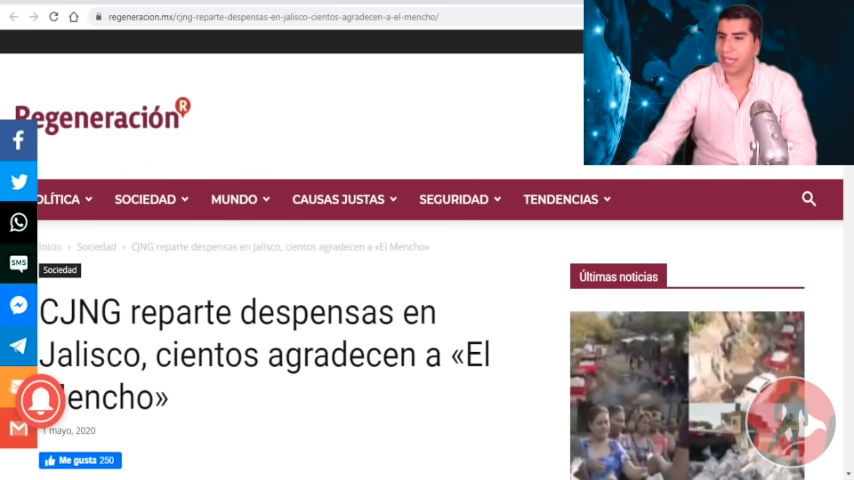 regeneracion.mx/cjng-reparte-despensas-en-jalisco-cientos-agradecen-a-el-mencho/
Regeneración R
OLÍTICA SOCIEDAD MUNDO CAUSAS JUSTAS SEGURIDAD TENDENCIAS
Inicio › Sociedad › CJNG reparte despensas en Jalisco, cientos agradecen a «El Mencho»
Sociedad
Últimas noticias
CJNG reparte despensas en
Jalisco, cientos agradecen a «El
encho»
1 mayo, 2020
Me gusta 250
SMS